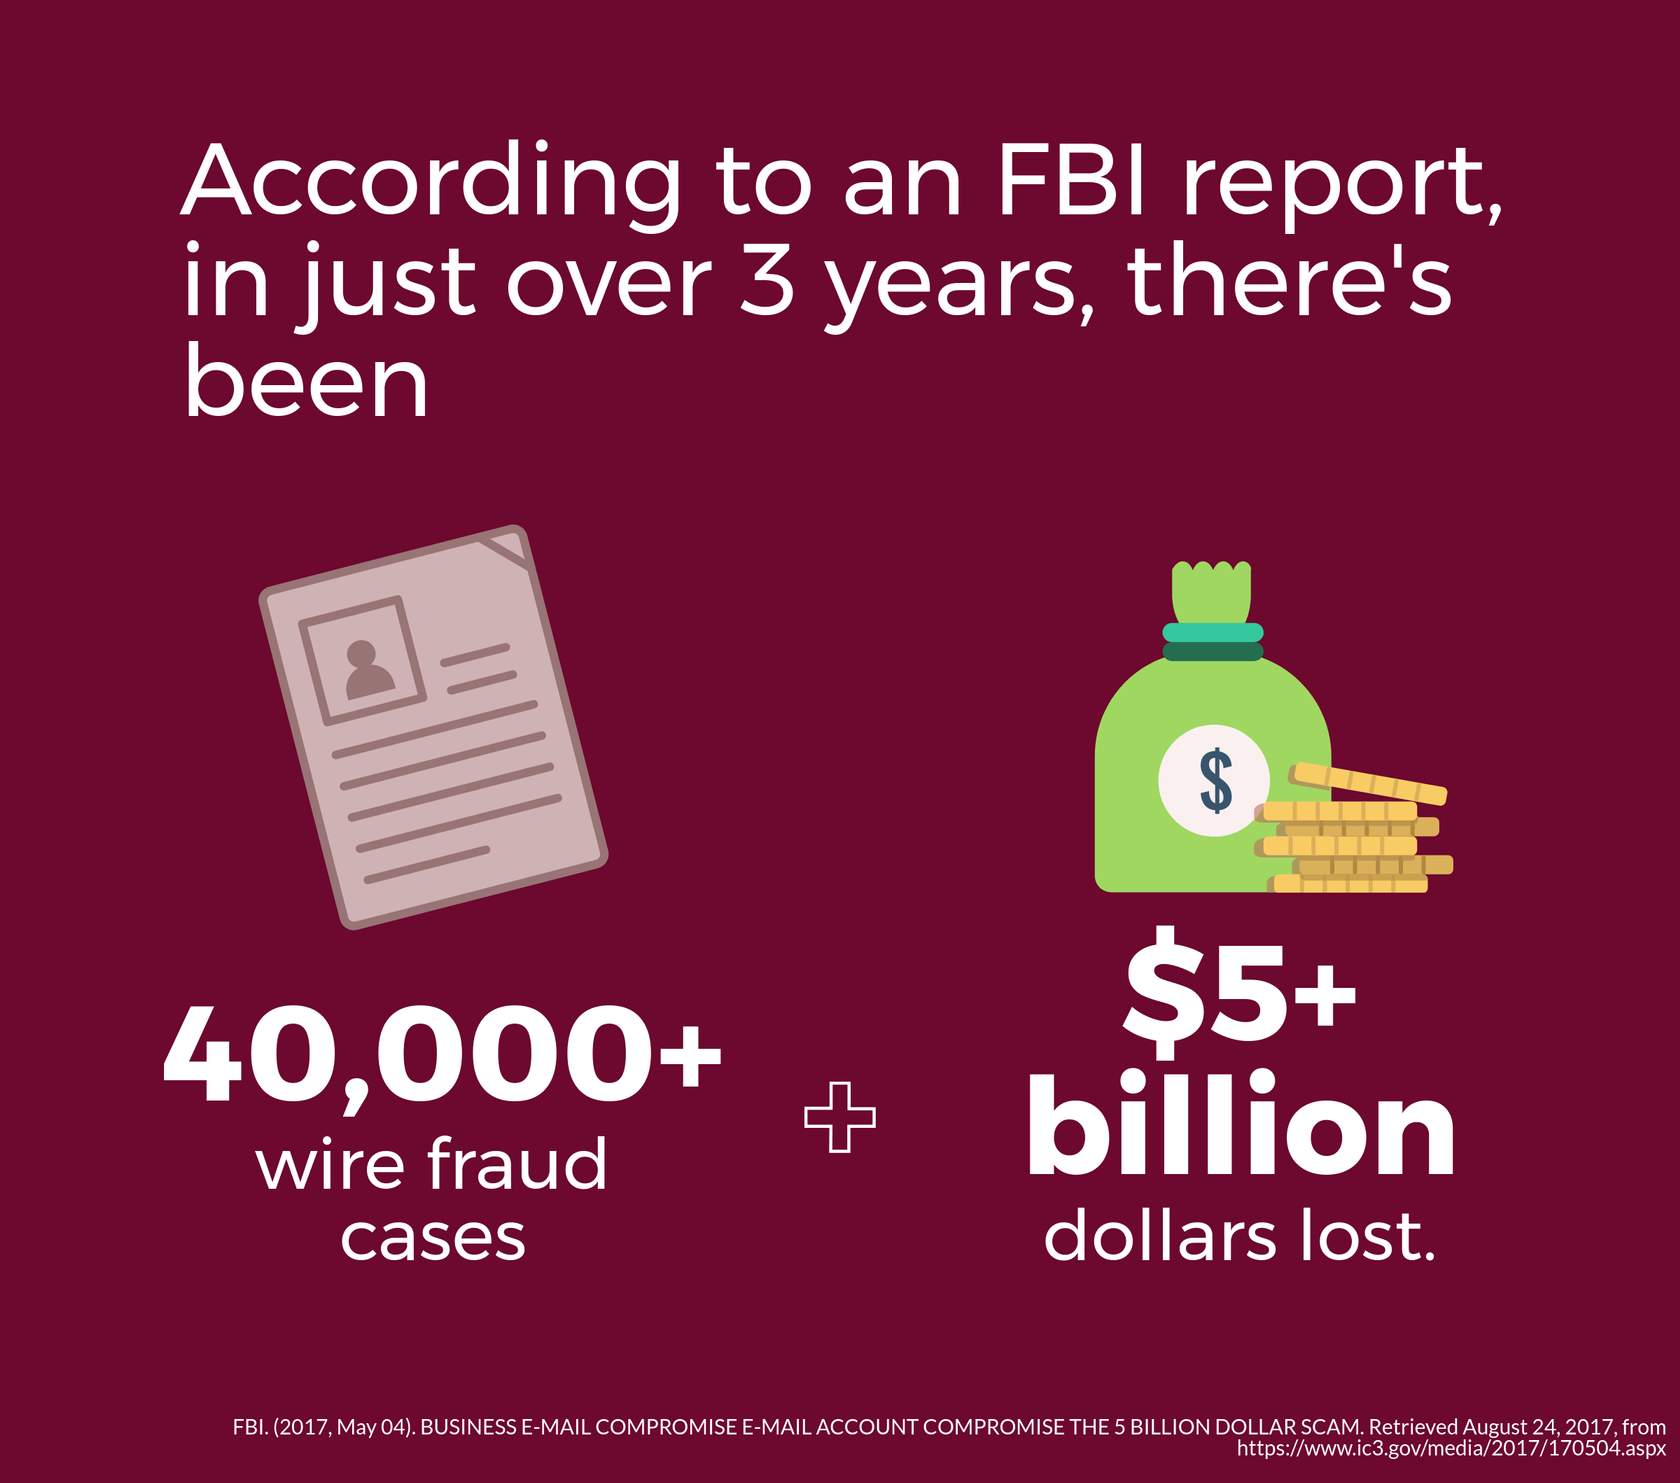 According to an FBI report,
in just over 3 years, there's
been
$
40,000+
wire fraud
cases
$5+
billion
dollars lost.
FBI. (2017, May 04). BUSINESS E-MAIL COMPROMISE E-MAIL ACCOUNT COMPROMISE THE 5 BILLION DOLLAR SCAM. Retrieved August 24, 2017, from
https://www.ic3.gov/media/2017/170504.aspx